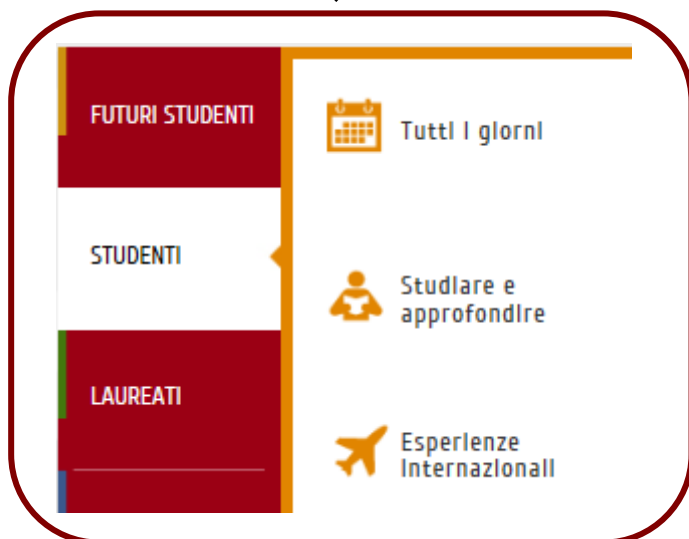 FUTURI STUDENTI
STUDENTI
LAUREATI
Tutti i giorni
Studiare e
approfondire
Esperienze
internazionali